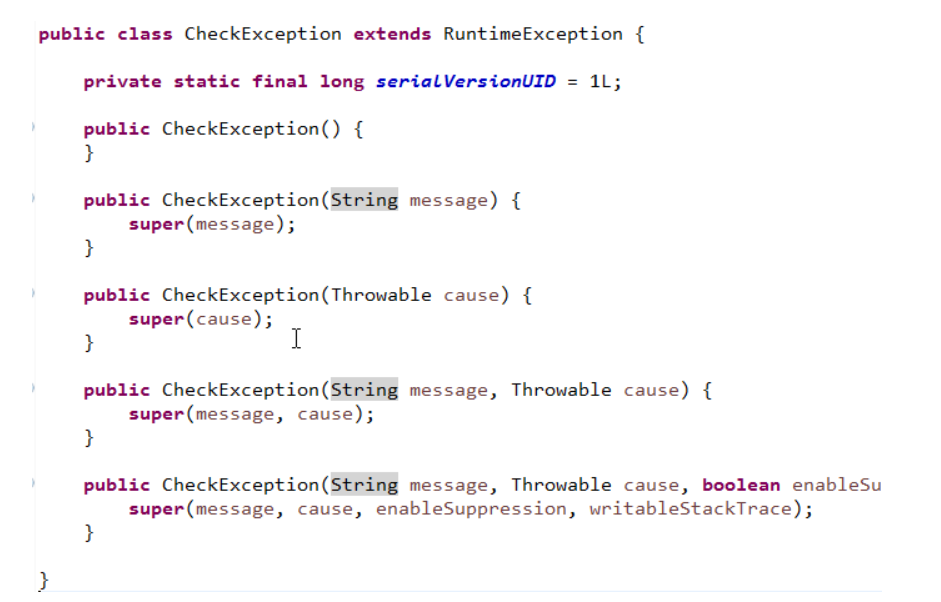 public class CheckException extends RuntimeException {
private static final long serialVersionUID = 1L;
public CheckException() {
}
public CheckException(String message) {
super(message);
}
public CheckException(Throwable cause) {
super(cause);
}
public CheckException(String message, Throwable cause) {
super(message, cause);
}
public CheckException(String message, Throwable cause, boolean enableSu
super(message, cause, enableSuppression, writableStackTrace);
}
}